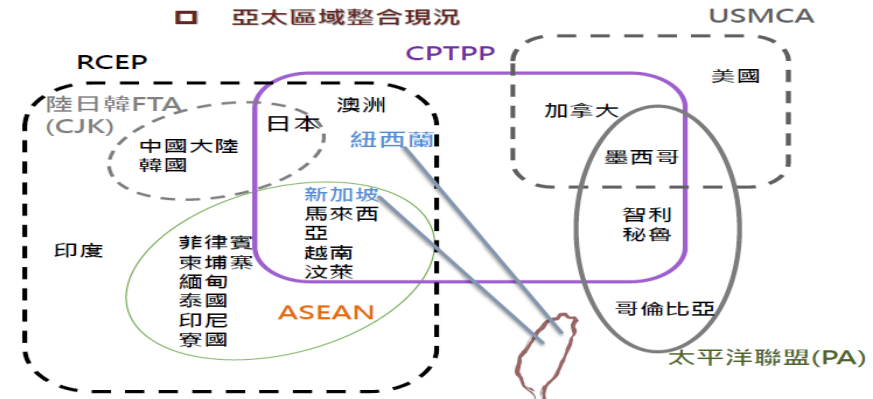 亞太區域整合現況
USMCA
RCEP
CPTPP
美國
陸日韓FTA
(CJK)
澳洲
加拿大
日本
中國大陸
韓國
紐西蘭
墨西哥
新加坡
馬來西
亞
越南
汶萊
智利
秘魯
印度
菲律賓
柬埔寨
緬甸
泰國
印尼
寮國
ASEAN
哥倫比亞
太平洋聯盟(PA)